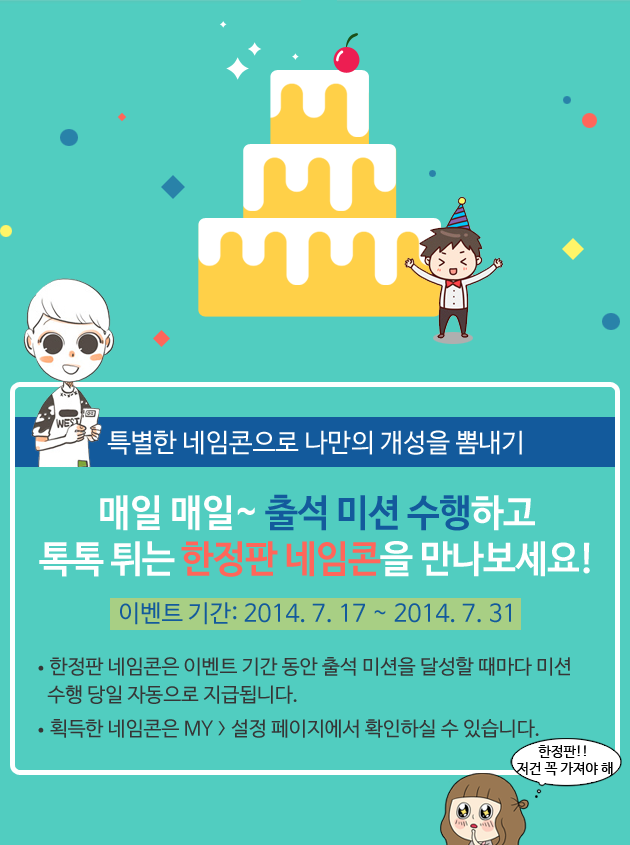 WEST
특별한 네임콘으로 나만의 개성을 뽐내기
매일 매일~ 출석 미션 수행하고
톡톡 튀는 한정판 네임콘을 만나보세요!
이벤트 기간: 2014. 7. 17 ~ 2014. 7. 31
• 한정판 네임콘은 이벤트 기간 동안 출석 미션을 달성할 때마다 미션
수행 당일 자동으로 지급됩니다.
• 획득한 네임콘은 MY > 설정 페이지에서 확인하실 수 있습니다.
한정판!!
저건 꼭 가져야 해